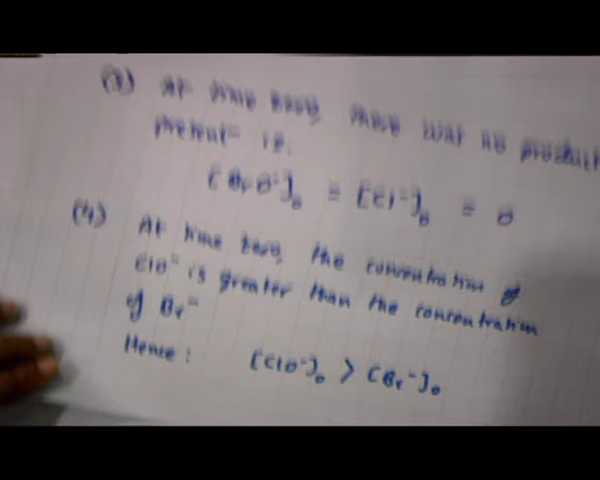 (3) At time zero, there was no product
present i.e.
[BrO⁻]₀ = [Cl⁻]₀ = 0
(4) At time zero, the concentration of
ClO⁻ is greater than the concentration
of Br⁻
Hence : [ClO⁻]₀ > [Br⁻]₀